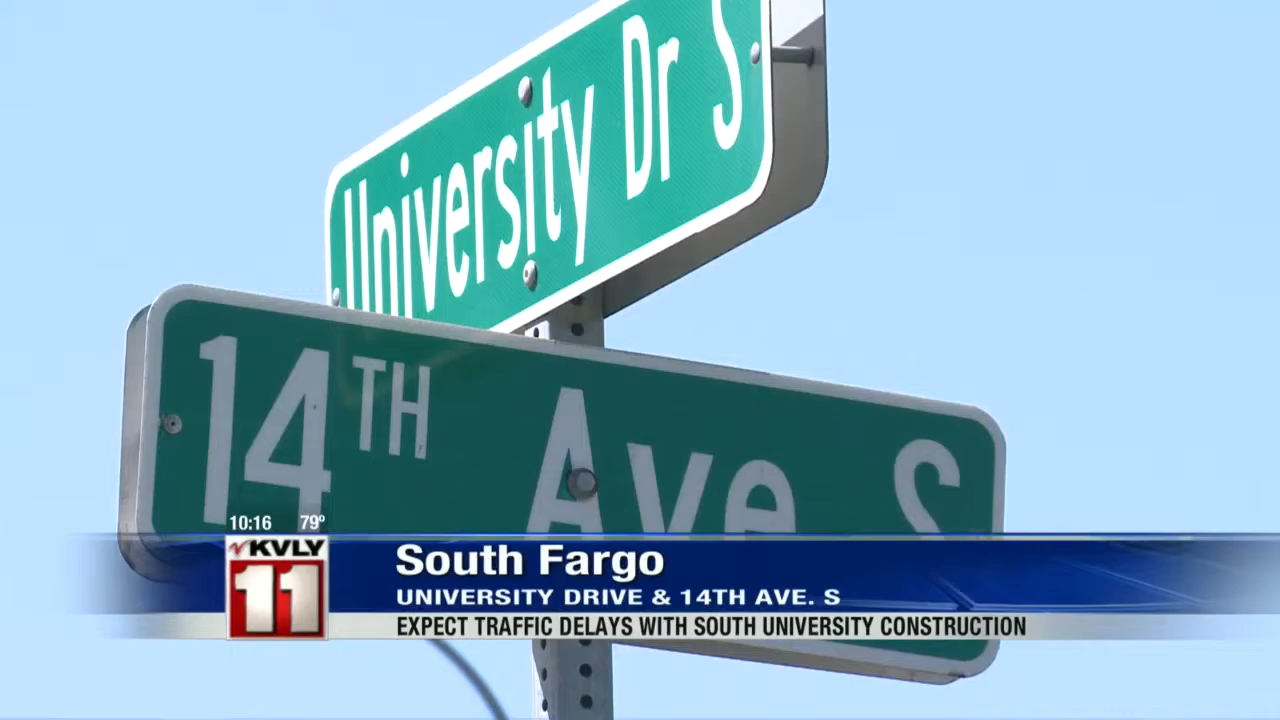 University Dr S
14TH Ave S
10:16 79º
KVLY
11
South Fargo
UNIVERSITY DRIVE & 14TH AVE. S
EXPECT TRAFFIC DELAYS WITH SOUTH UNIVERSITY CONSTRUCTION